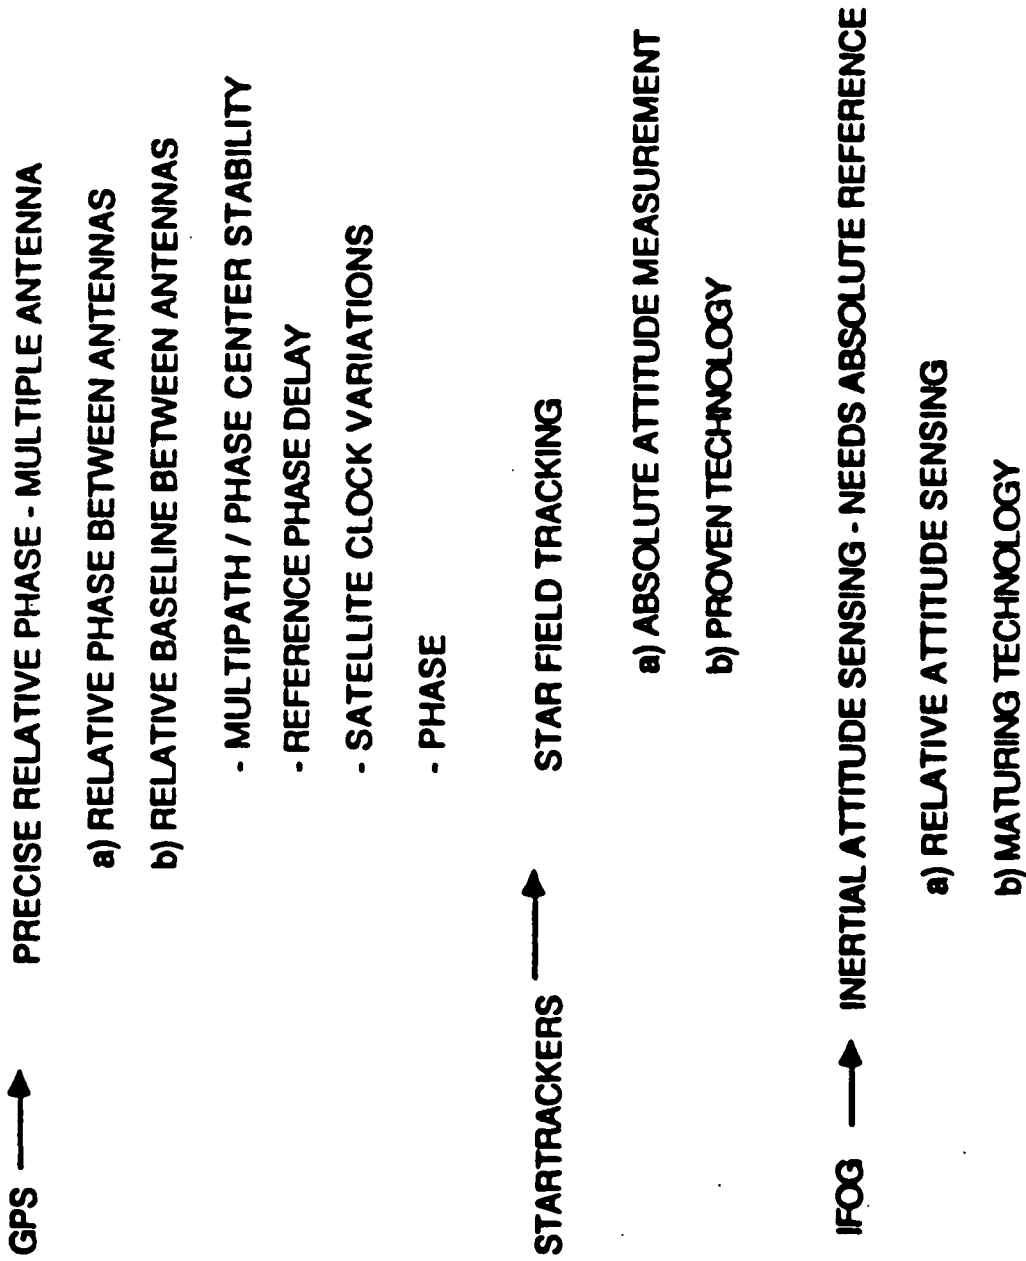 GPS → PRECISE RELATIVE PHASE - MULTIPLE ANTENNA
a) RELATIVE PHASE BETWEEN ANTENNAS
b) RELATIVE BASELINE BETWEEN ANTENNAS
- MULTIPATH / PHASE CENTER STABILITY
- REFERENCE PHASE DELAY
- SATELLITE CLOCK VARIATIONS
- PHASE
STARTRACKERS → STAR FIELD TRACKING
a) ABSOLUTE ATTITUDE MEASUREMENT
b) PROVEN TECHNOLOGY
IFOG → INERTIAL ATTITUDE SENSING - NEEDS ABSOLUTE REFERENCE
a) RELATIVE ATTITUDE SENSING
b) MATURING TECHNOLOGY